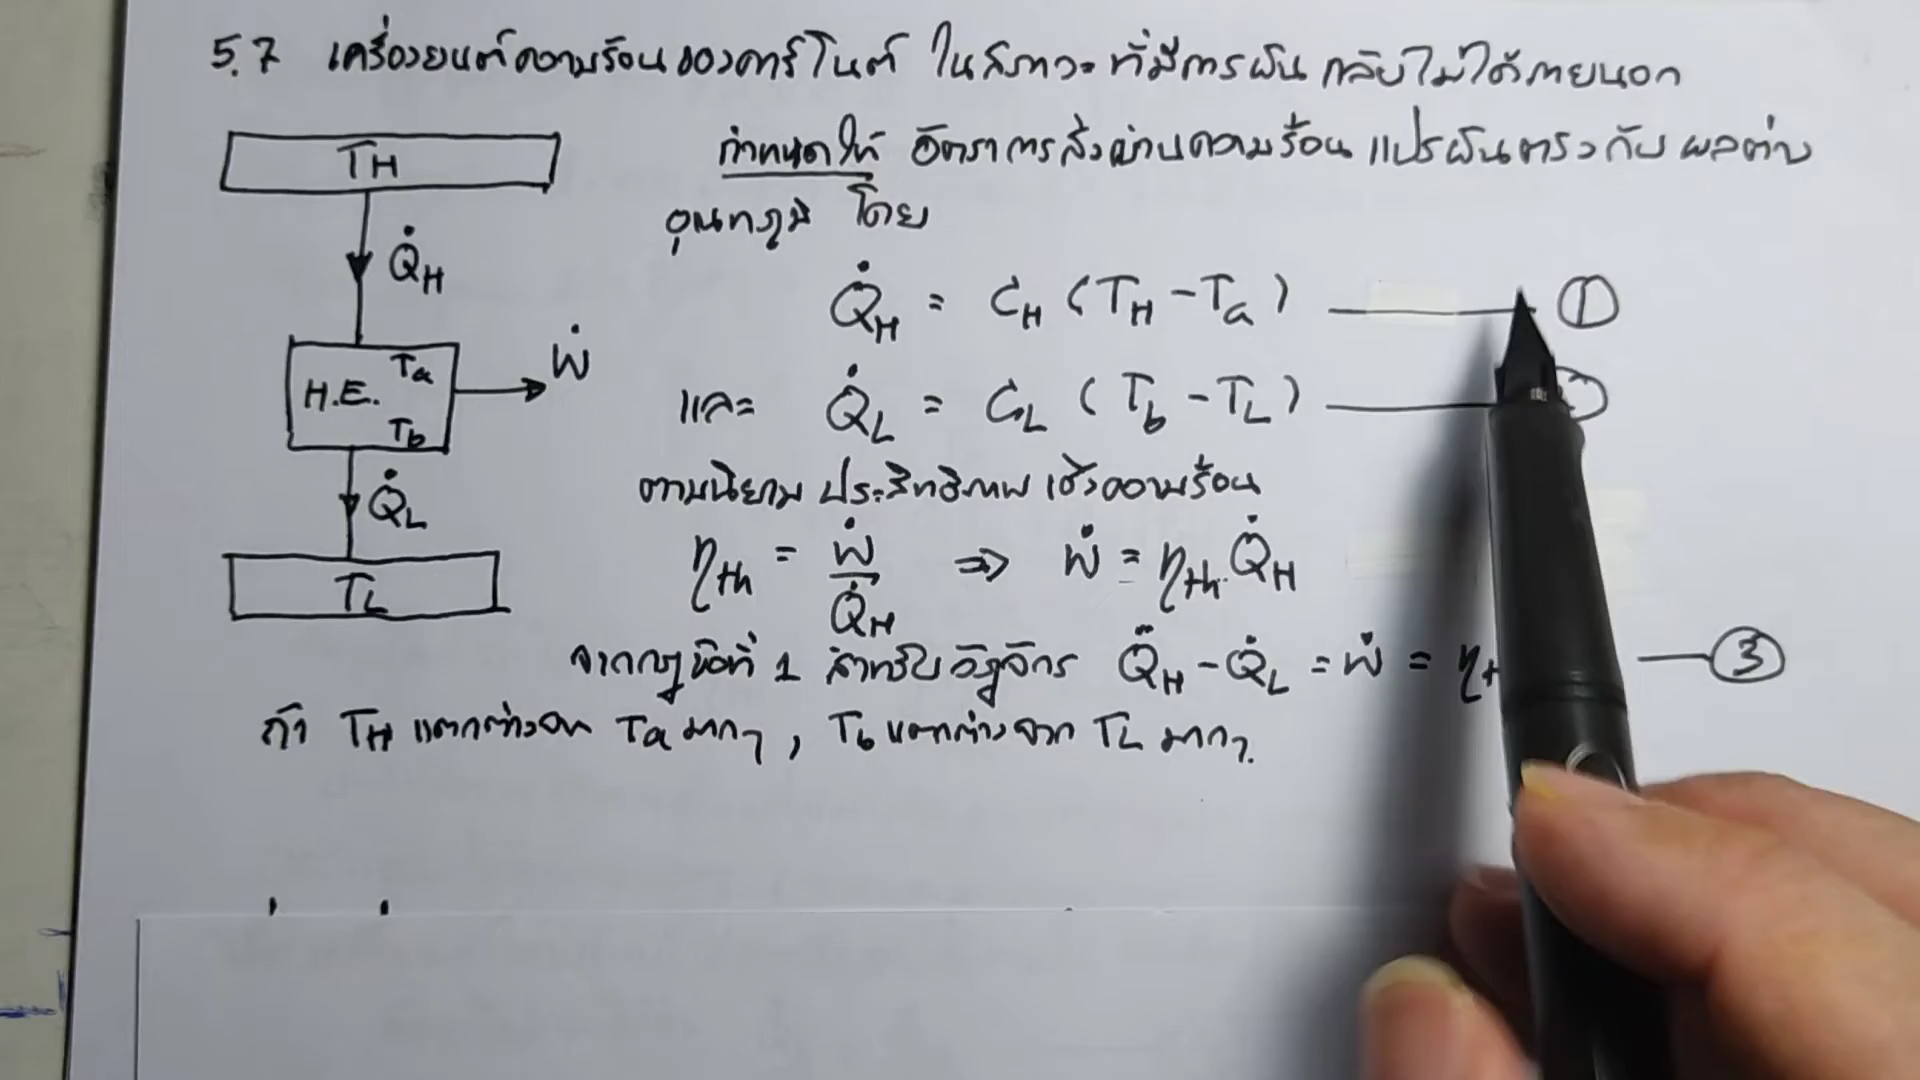 5.7 เครื่องยนต์ความร้อนของคาร์โนต์ ในสภาวะที่มีการผันกลับไม่ได้ภายนอก
TH
กำหนดให้ อัตราการส่งผ่านความร้อน แปรผันตรงกับ ผลต่าง
อุณหภูมิ โดย
Q̇H
Q̇H = CH (TH - Ta) ①
Ẇ
H.E. Ta
Tb
และ Q̇L = CL (Tb - TL)
Q̇L
ตามนิยาม ประสิทธิภาพเชิงความร้อน
ηth = Ẇ/Q̇H ⇒ Ẇ = ηth Q̇H
TL
จากกฎข้อที่ 1 สำหรับวัฏจักร Q̇H - Q̇L = Ẇ = ③
ถ้า TH แตกต่างจาก Ta มากๆ, Tb แตกต่างจาก TL มากๆ